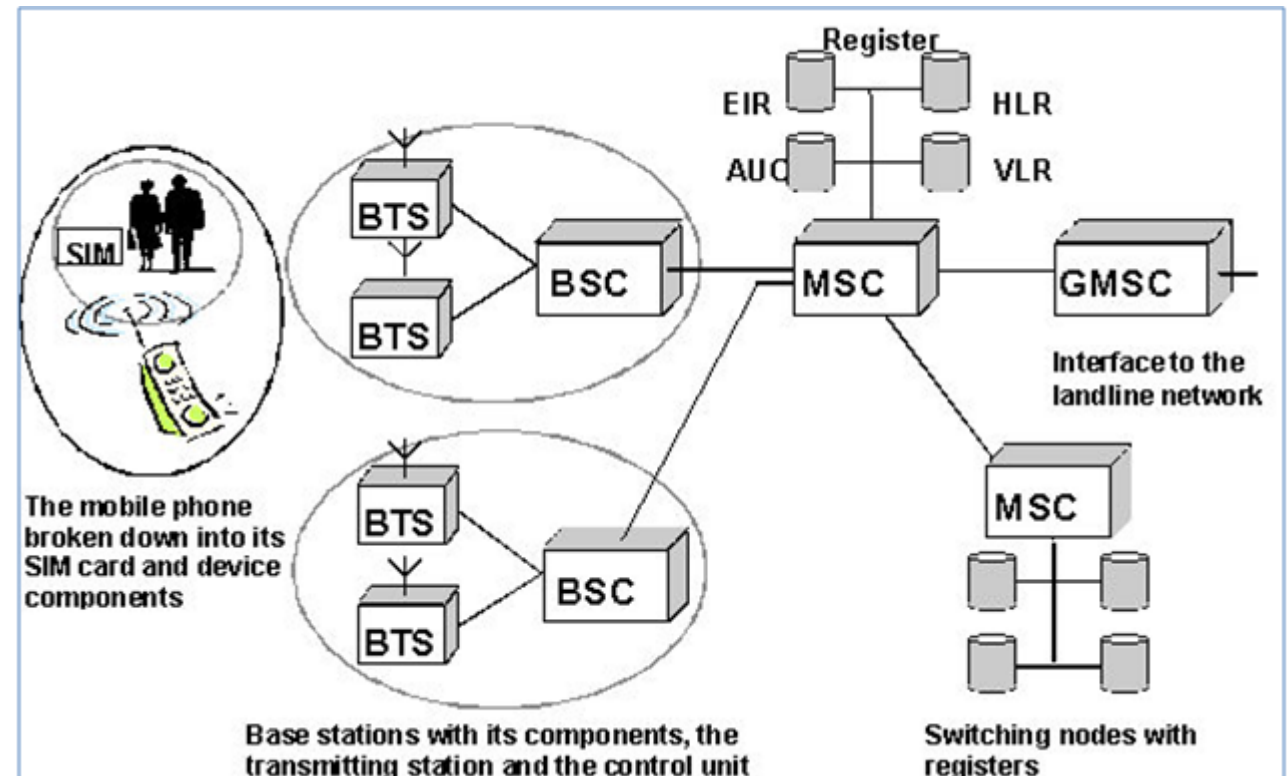 Register
EIR
HLR
AUC
VLR
SIM
BTS
BTS
BSC
MSC
GMSC
Interface to the
landline network
The mobile phone
broken down into its
SIM card and device
components
BTS
BTS
BSC
MSC
Base stations with its components, the
transmitting station and the control unit
Switching nodes with
registers